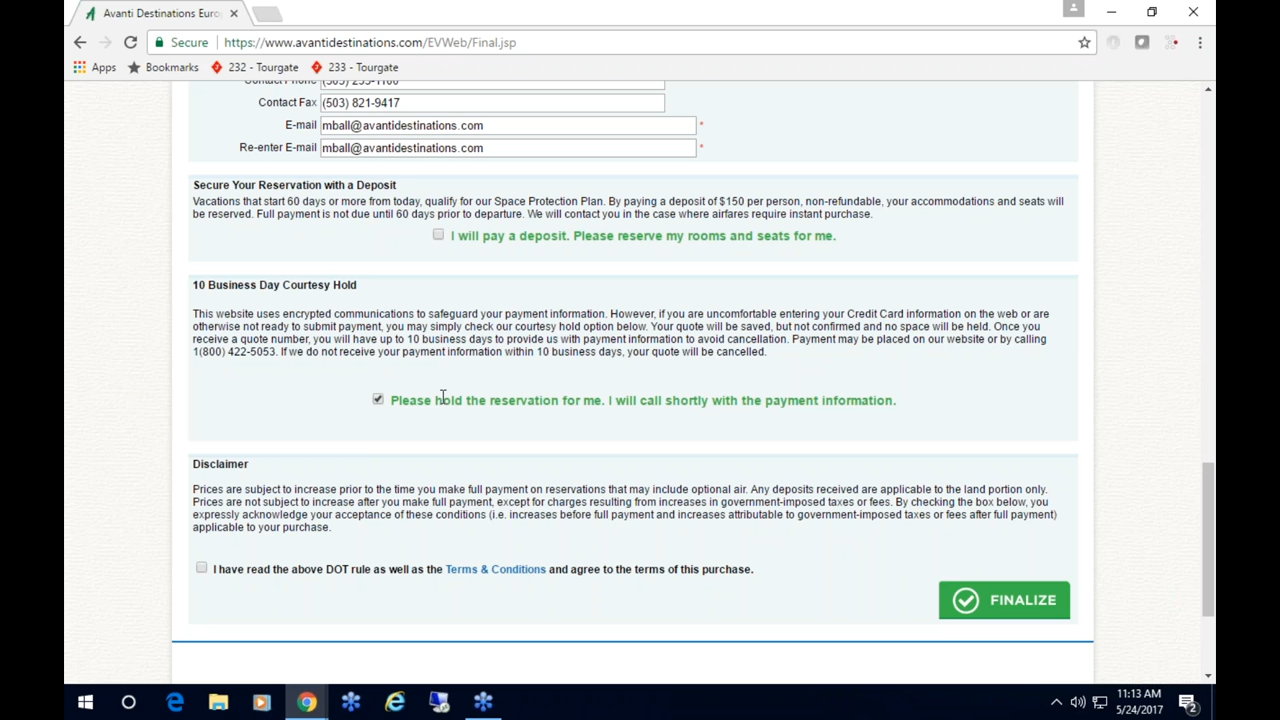 Avanti Destinations Euro
Secure
https://www.avantidestinations.com/EVWeb/Final.jsp
Apps
Bookmarks
232 - Tourgate
233 - Tourgate
Contact Phone
Contact Fax (503) 821-9417
E-mail mball@avantidestinations.com *
Re-enter E-mail mball@avantidestinations.com *
Secure Your Reservation with a Deposit
Vacations that start 60 days or more from today, qualify for our Space Protection Plan. By paying a deposit of $150 per person, non-refundable, your accommodations and seats will
be reserved. Full payment is not due until 60 days prior to departure. We will contact you in the case where airfares require instant purchase.
I will pay a deposit. Please reserve my rooms and seats for me.
10 Business Day Courtesy Hold
This website uses encrypted communications to safeguard your payment information. However, if you are uncomfortable entering your Credit Card information on the web or are
otherwise not ready to submit payment, you may simply check our courtesy hold option below. Your quote will be saved, but not confirmed and no space will be held. Once you
receive a quote number, you will have up to 10 business days to provide us with payment information to avoid cancellation. Payment may be placed on our website or by calling
1(800) 422-5053. If we do not receive your payment information within 10 business days, your quote will be cancelled.
Please hold the reservation for me. I will call shortly with the payment information.
Disclaimer
Prices are subject to increase prior to the time you make full payment on reservations that may include optional air. Any deposits received are applicable to the land portion only.
Prices are not subject to increase after you make full payment, except for charges resulting from increases in government-imposed taxes or fees. By checking the box below, you
expressly acknowledge your acceptance of these conditions (i.e. increases before full payment and increases attributable to government-imposed taxes or fees after full payment)
applicable to your purchase.
I have read the above DOT rule as well as the Terms & Conditions and agree to the terms of this purchase.
FINALIZE
11:13 AM
5/24/2017
2